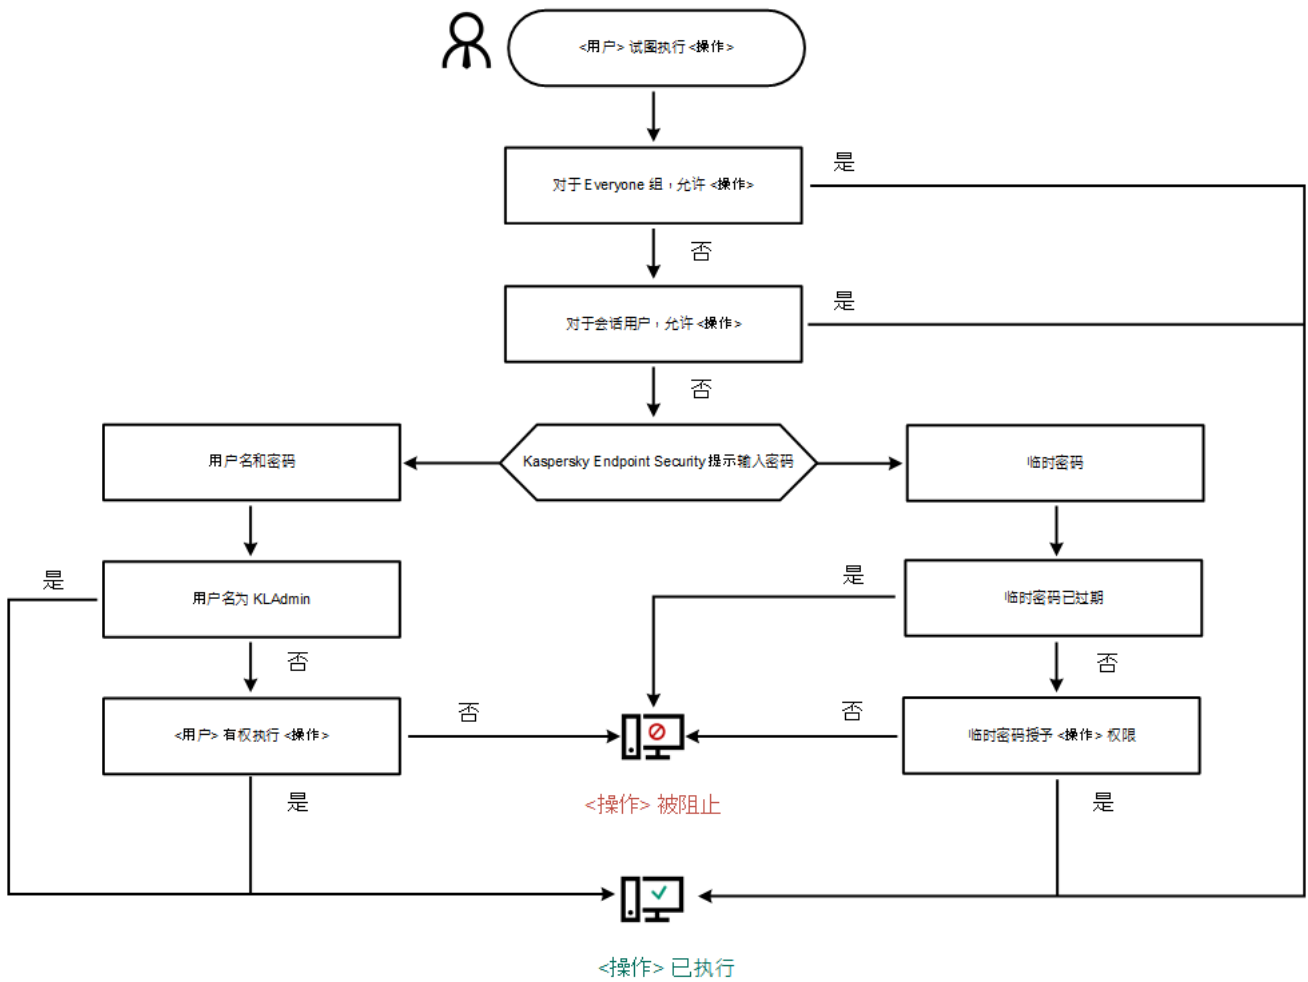 <用户> 试图执行 <操作>
是
对于 Everyone 组，允许 <操作>
否
是
对于会话用户，允许 <操作>
否
用户名和密码
Kaspersky Endpoint Security 提示输入密码
临时密码
是
用户名为 KLAdmin
是
临时密码已过期
否
否
<用户> 有权执行 <操作>
否
否
临时密码授予 <操作> 权限
是
<操作> 被阻止
是
<操作> 已执行